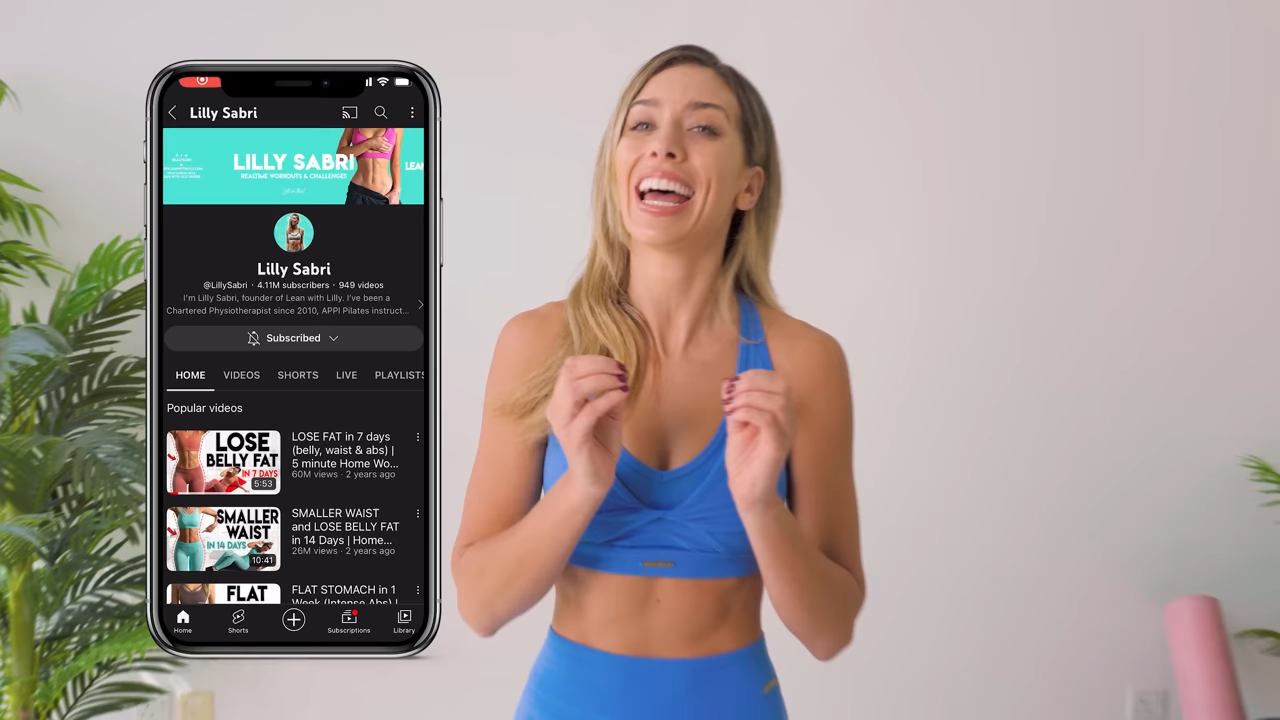 Lilly Sabri
LILLY SABRI
REALTIME WORKOUTS & CHALLENGES
LEAN
Lilly Sabri
@LillySabri · 4.11M subscribers · 949 videos
I'm Lilly Sabri, founder of Lean with Lilly. I've been a
Chartered Physiotherapist since 2010, APPI Pilates instruct...
Subscribed
HOME VIDEOS SHORTS LIVE PLAYLISTS
Popular videos
LOSE
BELLY FAT
IN 7 DAYS
5:53
LOSE FAT in 7 days
(belly, waist & abs) |
5 minute Home Wo...
60M views · 2 years ago
SMALLER
WAIST
IN 14 DAYS
10:41
SMALLER WAIST
and LOSE BELLY FAT
in 14 Days | Home...
26M views · 2 years ago
FLAT
FLAT STOMACH in 1
Week (Intense Abs) |
Home Shorts Subscriptions Library